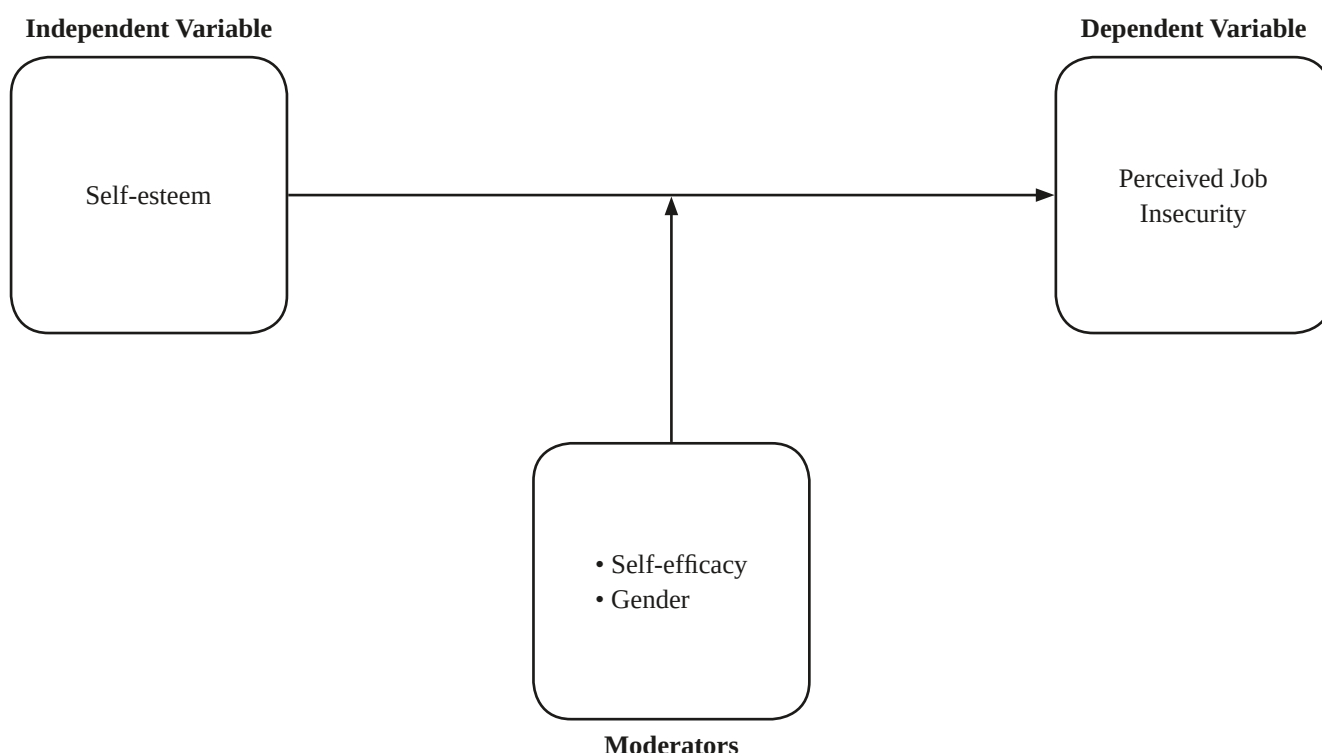 Independent Variable
Dependent Variable
Self-esteem
Perceived Job
Insecurity
• Self-efficacy
• Gender
Moderators